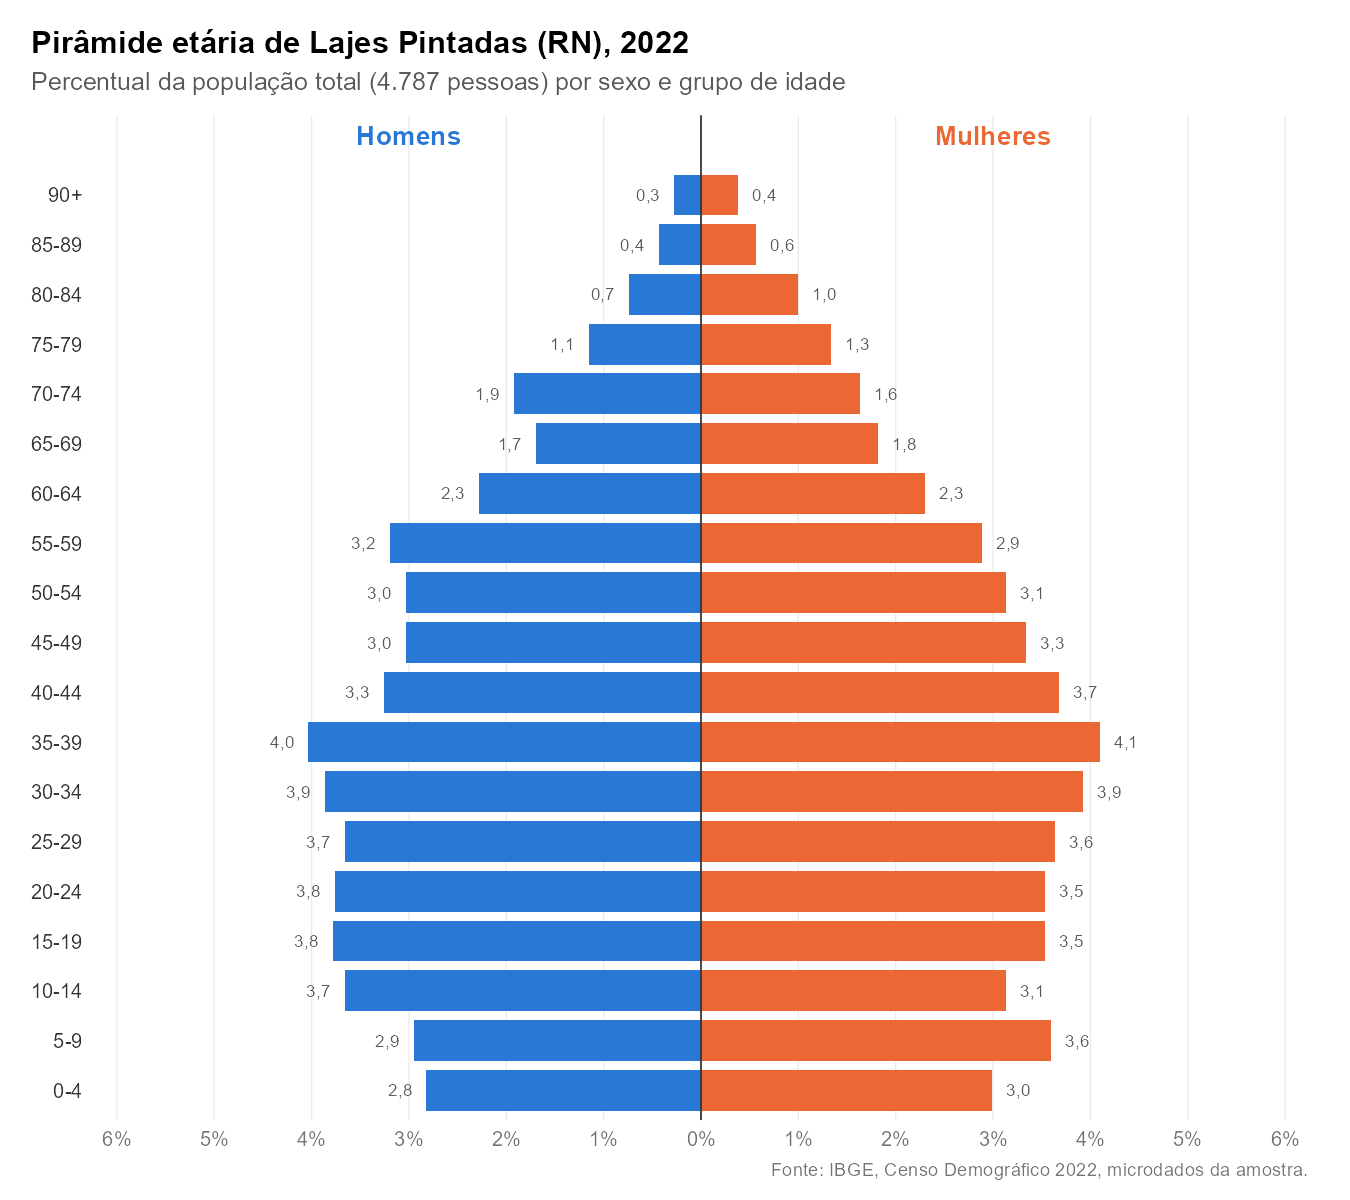 Pirâmide etária de Lajes Pintadas (RN), 2022
Percentual da população total (4.787 pessoas) por sexo e grupo de idade
Homens Mulheres
90+ 0,3 0,4
85-89 0,4 0,6
80-84 0,7 1,0
75-79 1,1 1,3
70-74 1,9 1,6
65-69 1,7 1,8
60-64 2,3 2,3
55-59 3,2 2,9
50-54 3,0 3,1
45-49 3,0 3,3
40-44 3,3 3,7
35-39 4,0 4,1
30-34 3,9 3,9
25-29 3,7 3,6
20-24 3,8 3,5
15-19 3,8 3,5
10-14 3,7 3,1
5-9 2,9 3,6
0-4 2,8 3,0
6% 5% 4% 3% 2% 1% 0% 1% 2% 3% 4% 5% 6%
Fonte: IBGE, Censo Demográfico 2022, microdados da amostra.